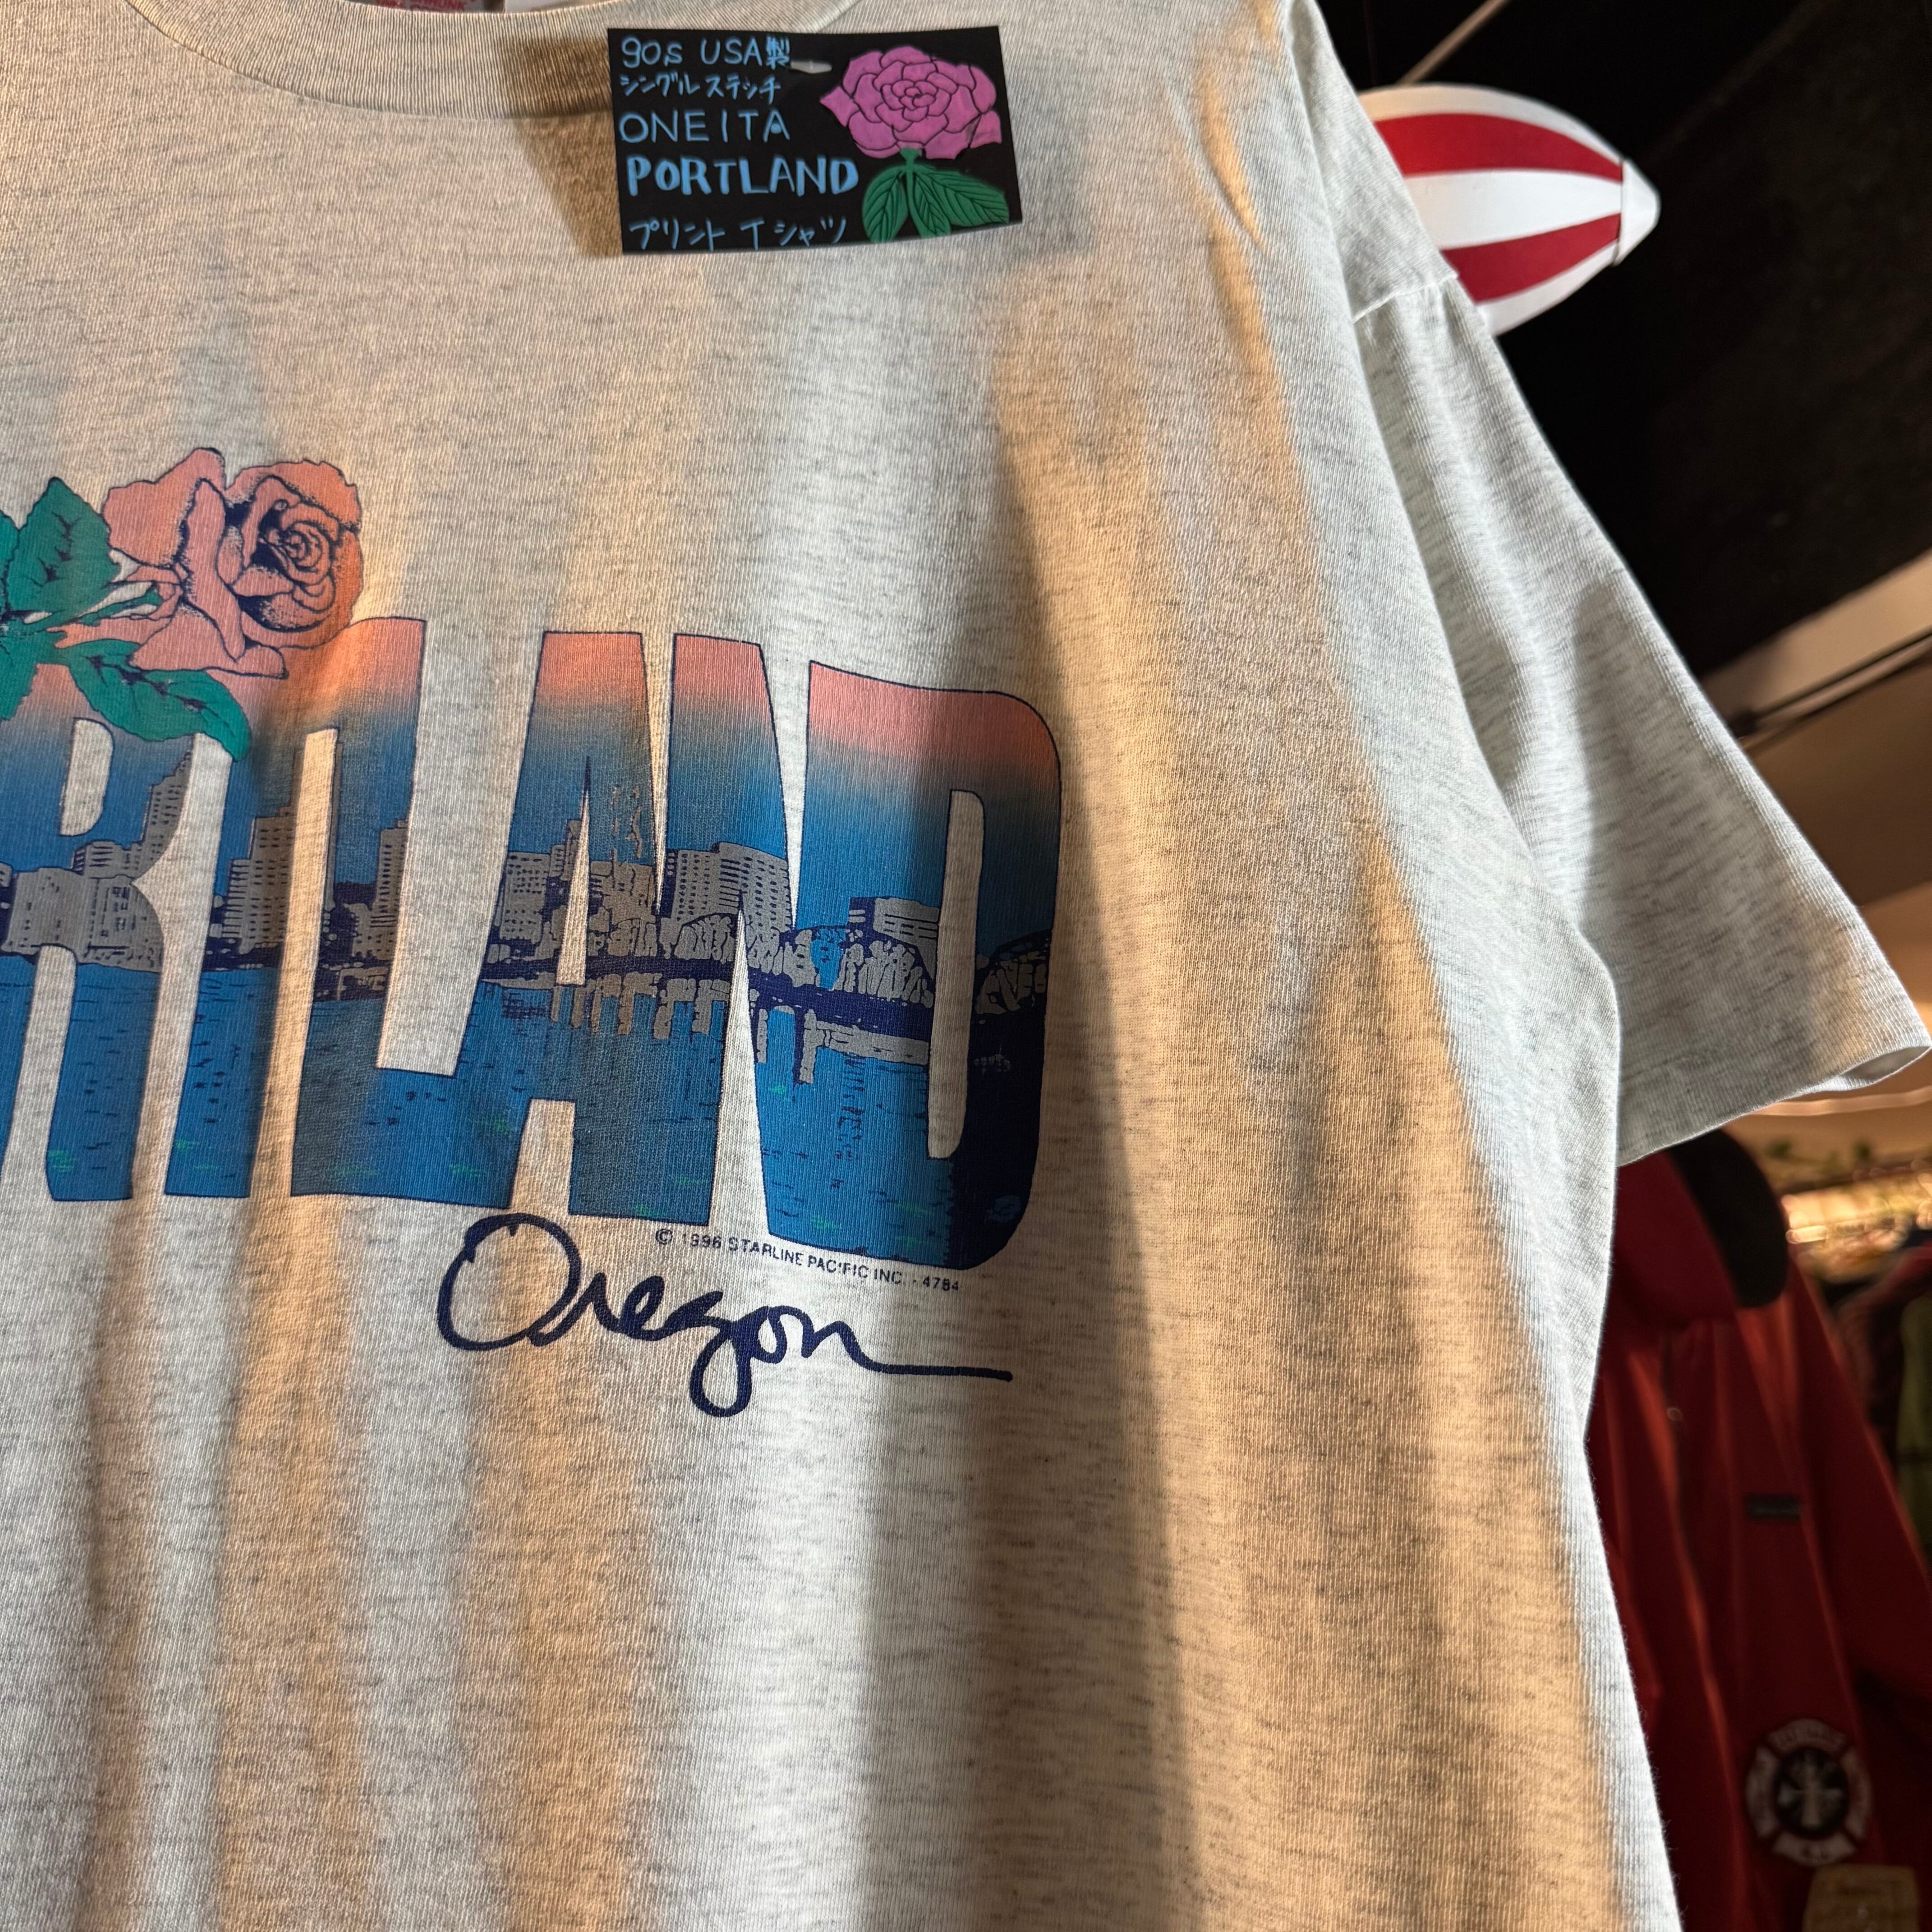 90s USA製
シングルステッチ
ONEITA
PORTLAND
プリント Tシャツ
RTLAND
© 1996 STARLINE PACIFIC INC. - 4784
Oregon